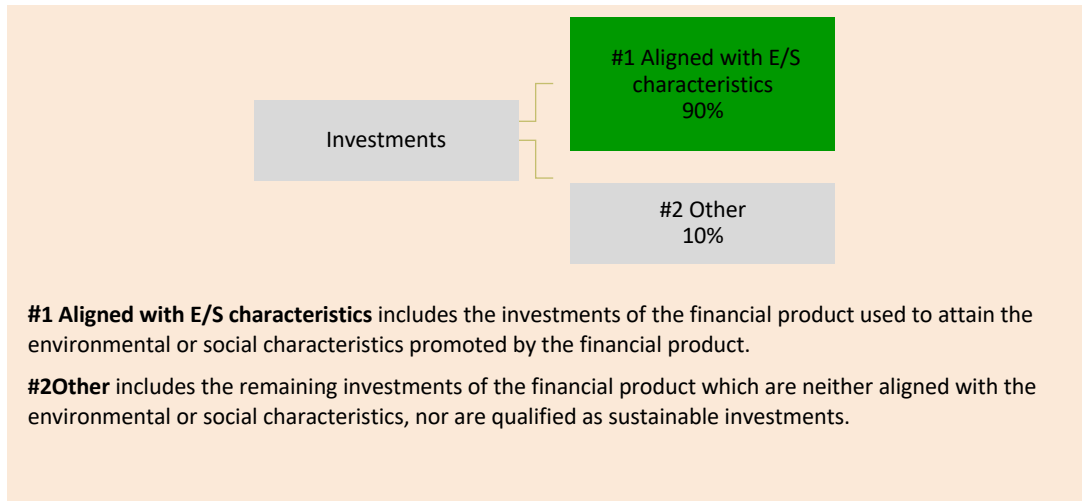 #1 Aligned with E/S
characteristics
90%
Investments
#2 Other
10%
#1 Aligned with E/S characteristics includes the investments of the financial product used to attain the
environmental or social characteristics promoted by the financial product.
#2Other includes the remaining investments of the financial product which are neither aligned with the
environmental or social characteristics, nor are qualified as sustainable investments.